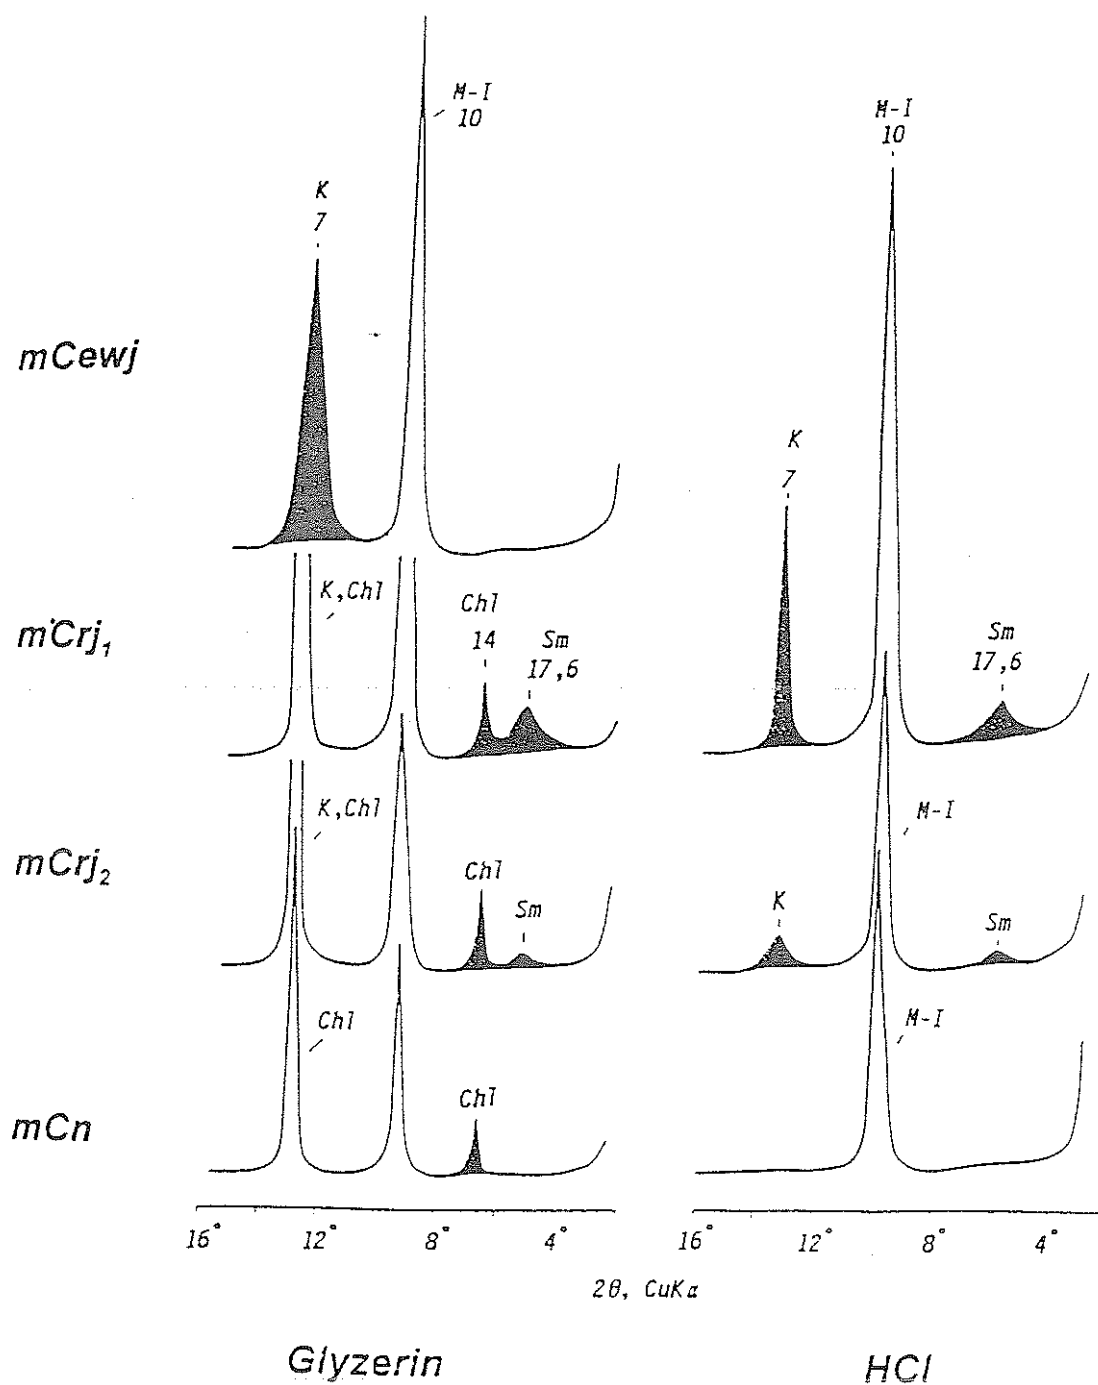 M-I
10
K
7
mCewj
M-I
10
K
7
mCrj₁
K,Chl
Chl
14
Sm
17,6
Sm
17,6
mCrj₂
K,Chl
Chl
Sm
M-I
K
Sm
mCn
Chl
Chl
M-I
16° 12° 8° 4°
16° 12° 8° 4°
2θ, CuKα
Glyzerin
HCl